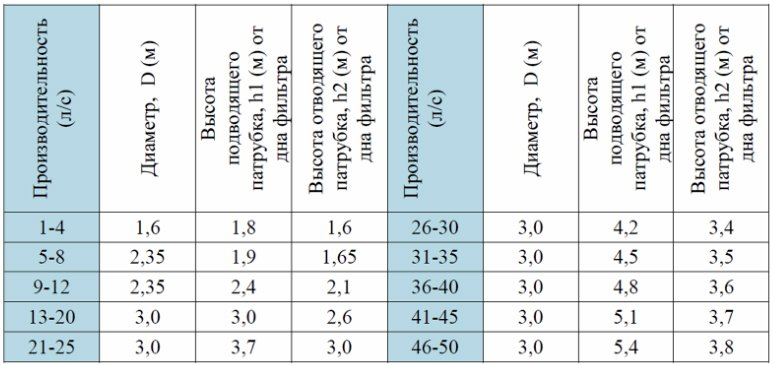 Производительность
(л/с)
Диаметр, D (м)
Высота
подводящего
патрубка, h1 (м) от
дна фильтра
Высота отводящего
патрубка, h2 (м) от
дна фильтра
Производительность
(л/с)
Диаметр, D (м)
Высота
подводящего
патрубка, h1 (м) от
дна фильтра
Высота отводящего
патрубка, h2 (м) от
дна фильтра
1-4 1,6 1,8 1,6 26-30 3,0 4,2 3,4
5-8 2,35 1,9 1,65 31-35 3,0 4,5 3,5
9-12 2,35 2,4 2,1 36-40 3,0 4,8 3,6
13-20 3,0 3,0 2,6 41-45 3,0 5,1 3,7
21-25 3,0 3,7 3,0 46-50 3,0 5,4 3,8